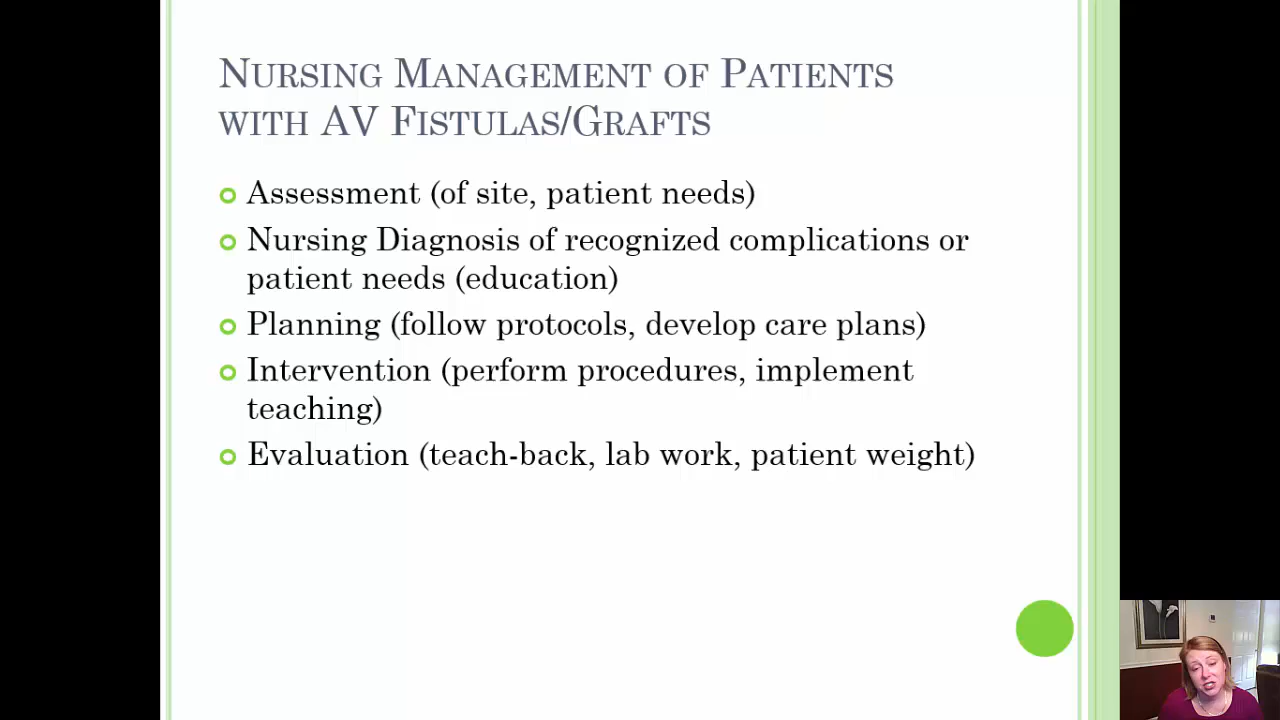 Nursing Management of Patients
with AV Fistulas/Grafts
Assessment (of site, patient needs)
Nursing Diagnosis of recognized complications or
patient needs (education)
Planning (follow protocols, develop care plans)
Intervention (perform procedures, implement
teaching)
Evaluation (teach-back, lab work, patient weight)